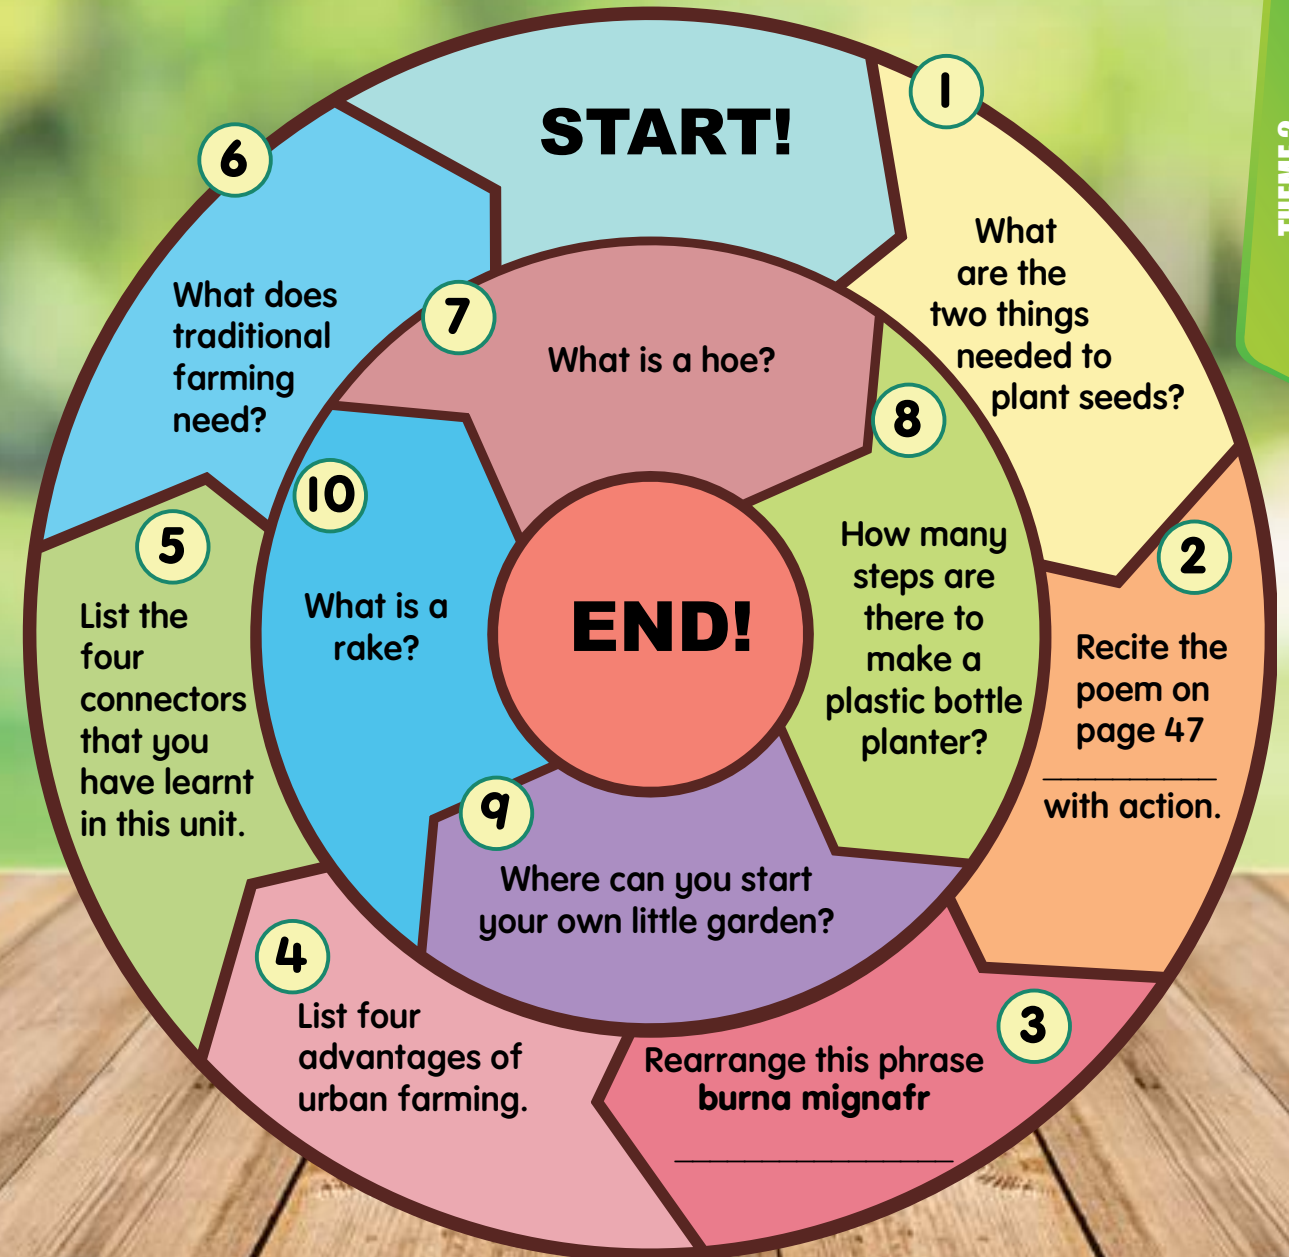 START!
1
What
are the
two things
needed to
plant seeds?
2
Recite the
poem on
page 47
with action.
3
Rearrange this phrase
burna mignafr
4
List four
advantages of
urban farming.
5
List the
four
connectors
that you
have learnt
in this unit.
6
What does
traditional
farming
need?
7
What is a hoe?
8
How many
steps are
there to
make a
plastic bottle
planter?
9
Where can you start
your own little garden?
10
What is a
rake?
END!